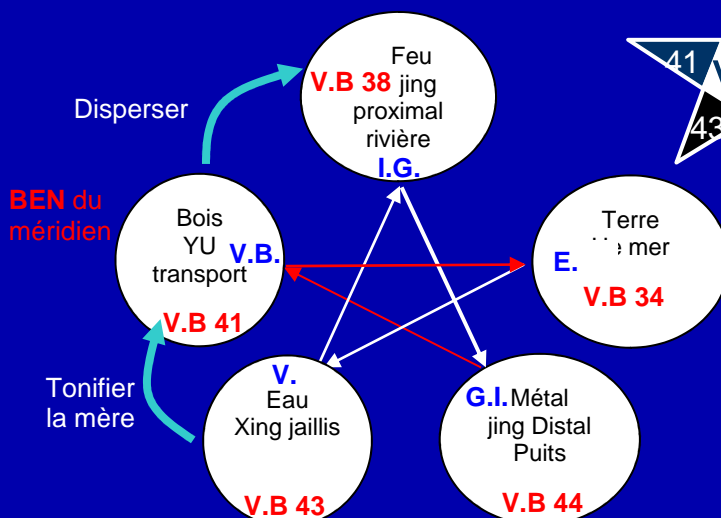 Feu
V.B 38 jing
proximal
rivière
I.G.
Disperser
41
43
BEN du
méridien
Bois
YU V.B.
transport
V.B 41
Terre
mer
E.
V.B 34
Tonifier
la mère
V.
Eau
Xing jaillis
V.B 43
G.I. Métal
jing Distal
Puits
V.B 44